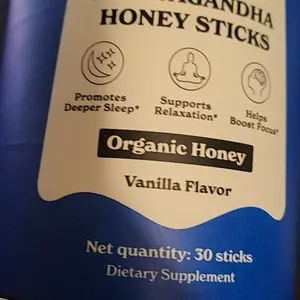 HONEY STICKS
Promotes
Deeper Sleep*
Supports
Relaxation*
Helps
Boost Focus*
Organic Honey
Vanilla Flavor
Net quantity: 30 sticks
Dietary Supplement